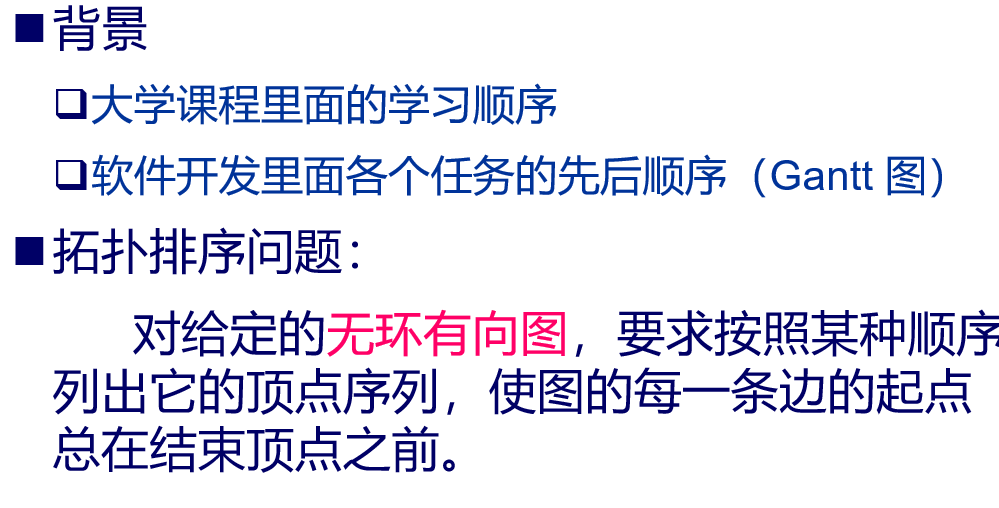 ■背景
❑大学课程里面的学习顺序
❑软件开发里面各个任务的先后顺序（Gantt 图）
■拓扑排序问题：
对给定的无环有向图，要求按照某种顺序
列出它的顶点序列，使图的每一条边的起点
总在结束顶点之前。